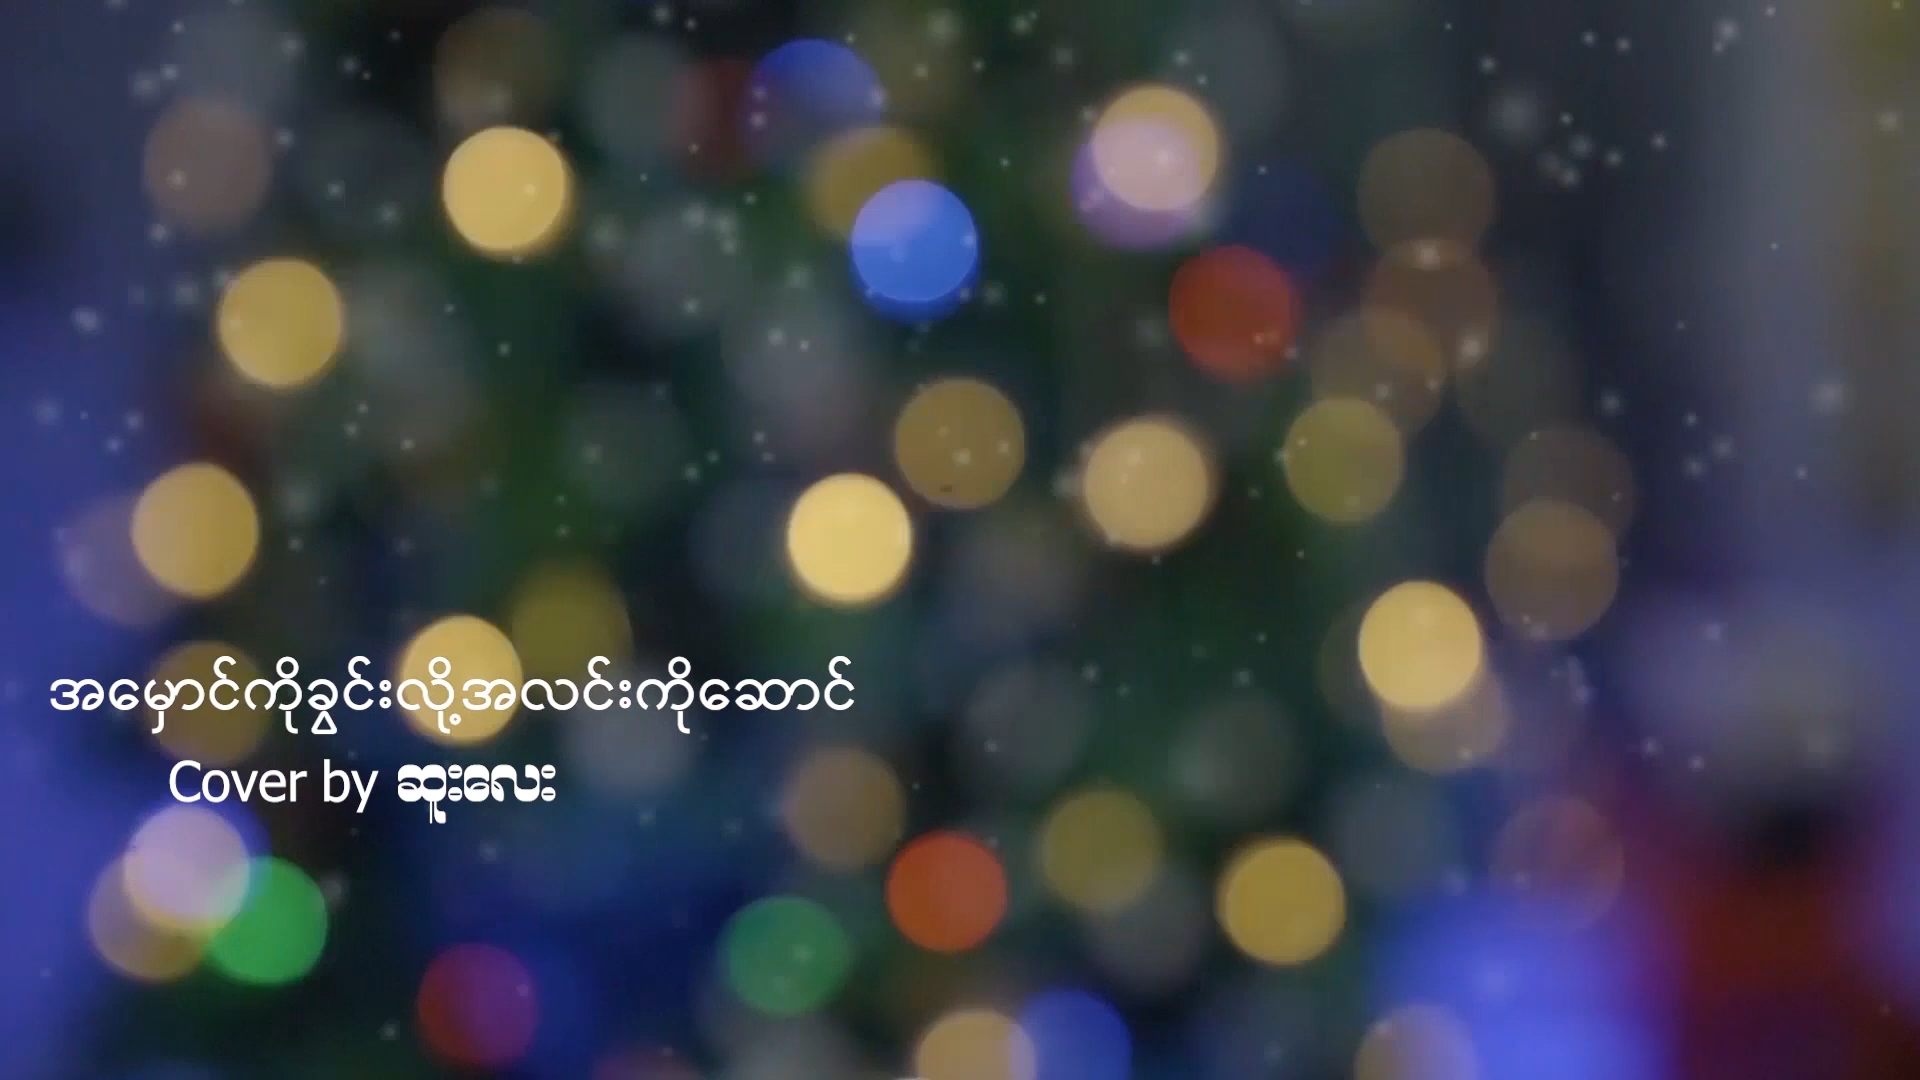 အမှောင်ကိုခွင်းလို့အလင်းကိုဆောင်
Cover by ဆူးလေး